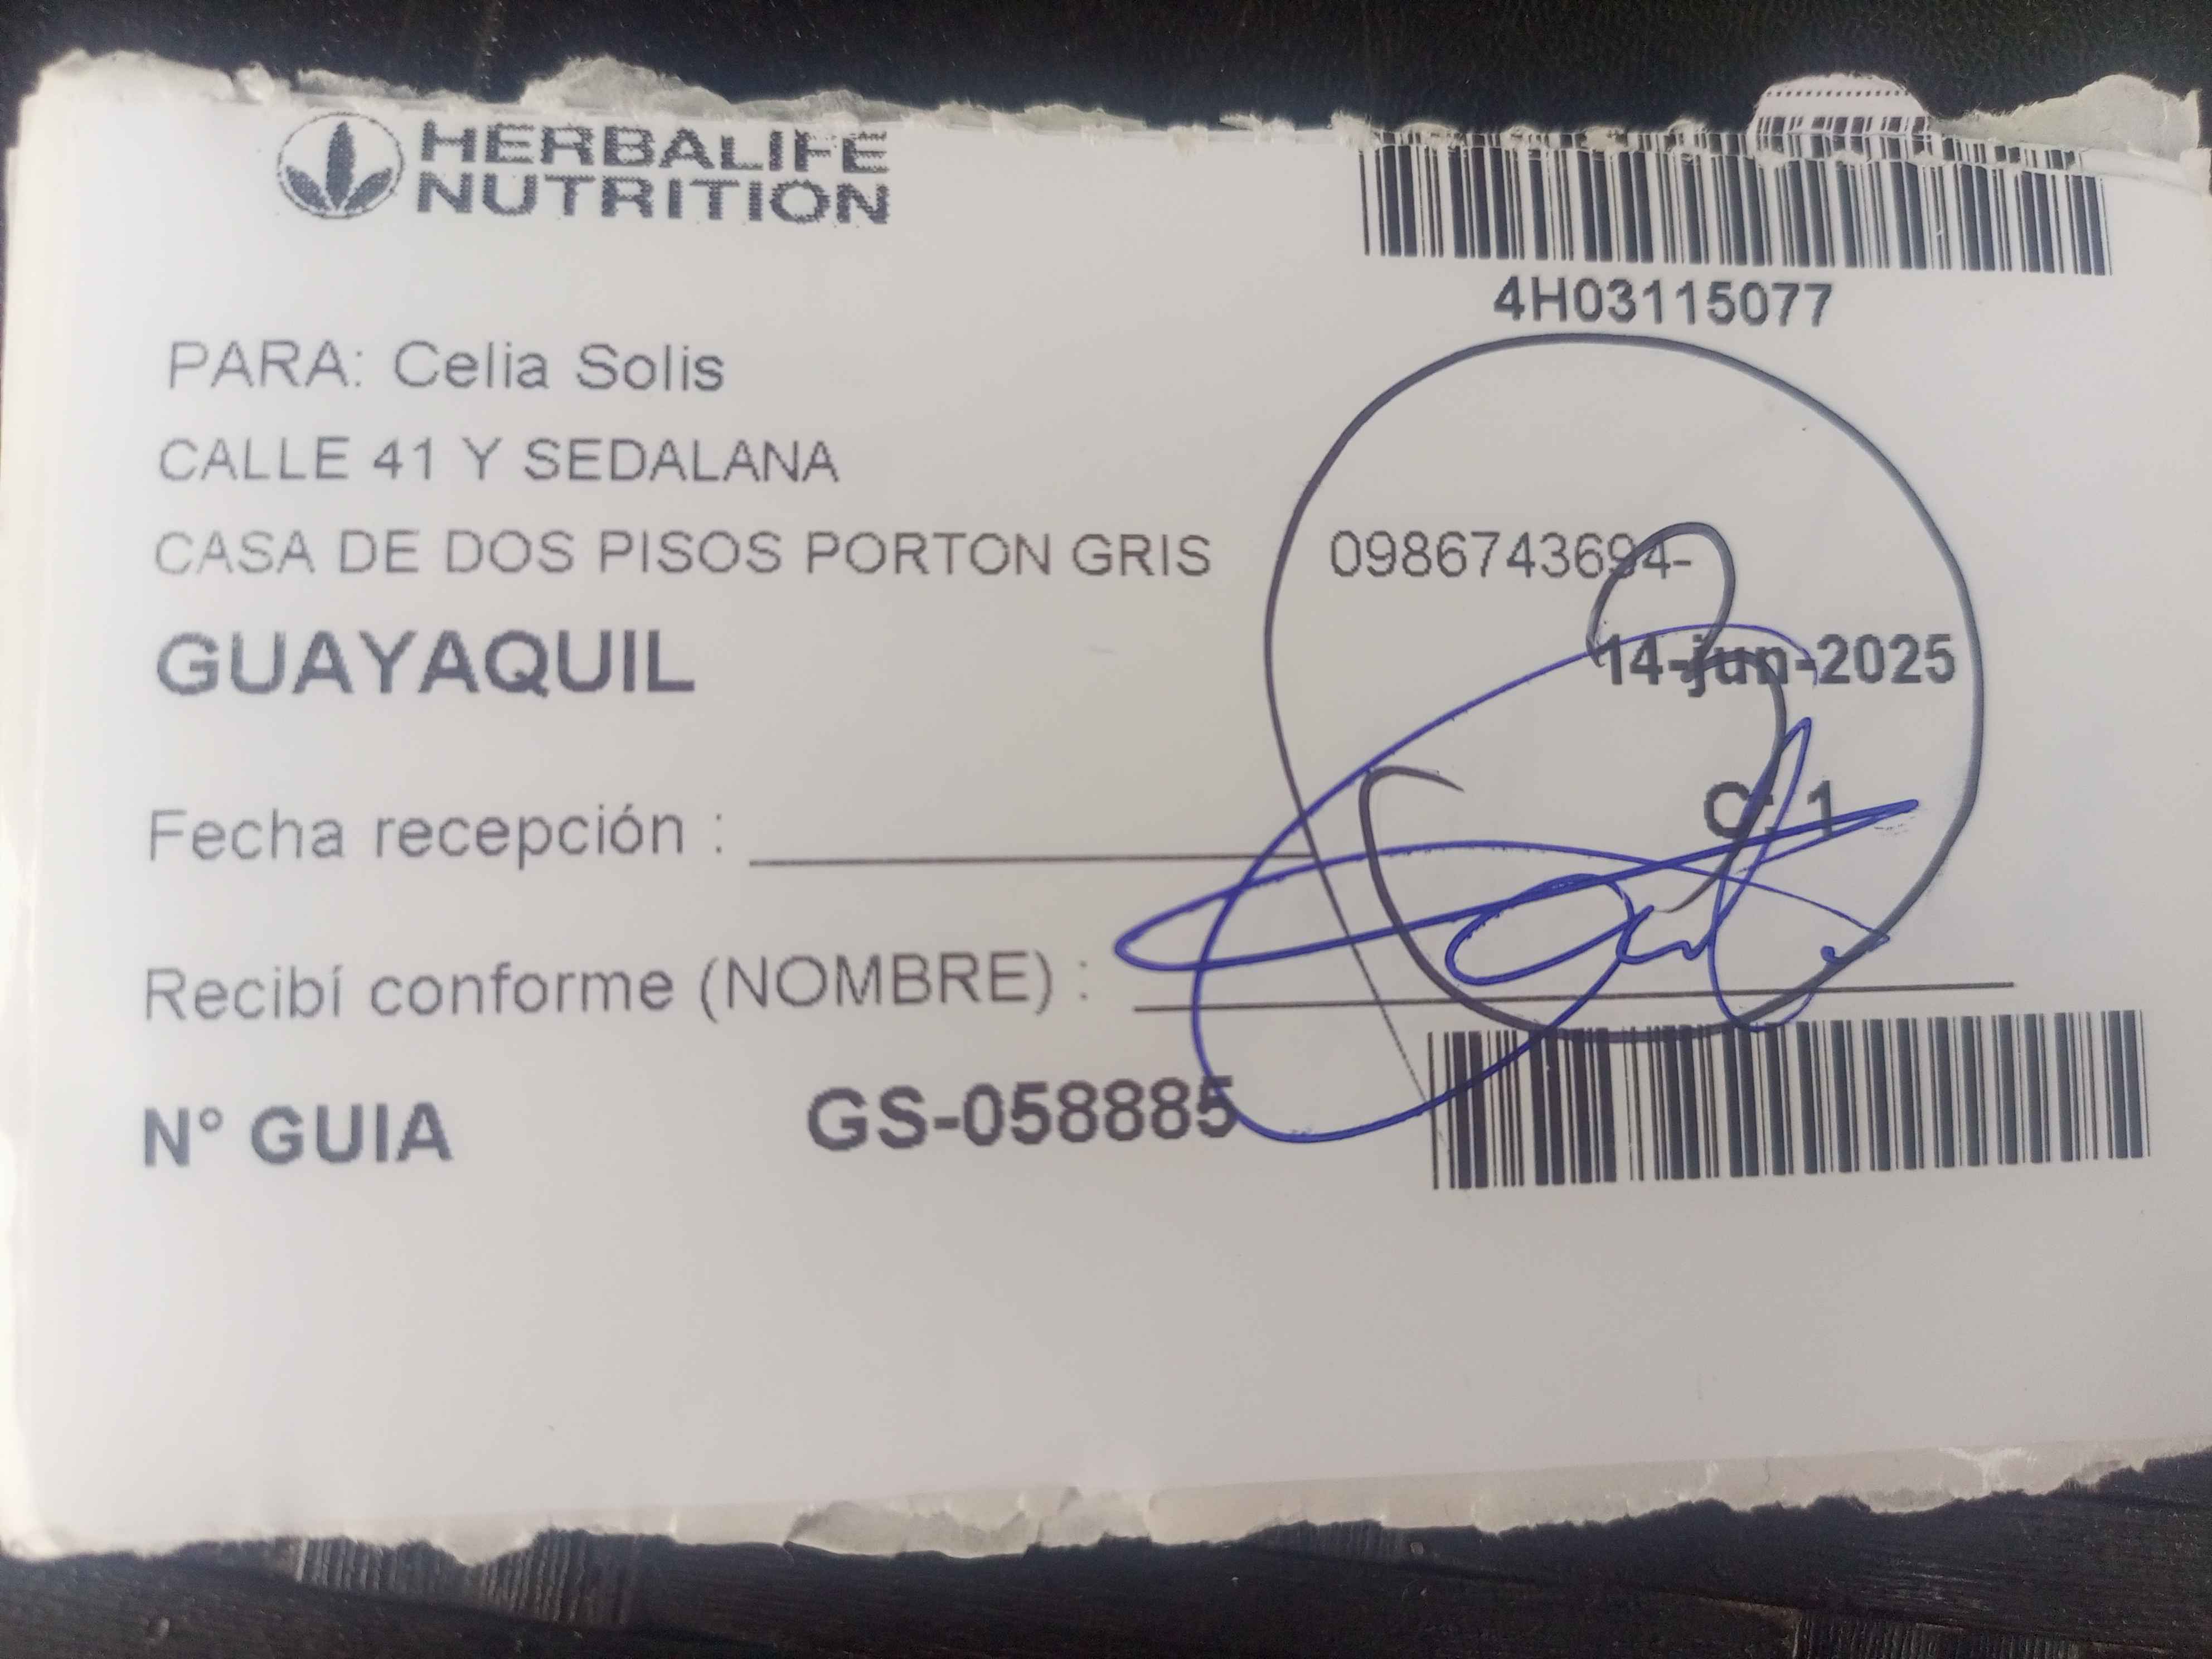 HERBALIFE
NUTRITION
4H03115077
PARA: Celia Solis
CALLE 41 Y SEDALANA
CASA DE DOS PISOS PORTON GRIS 0986743694-
GUAYAQUIL 14-jun-2025
C: 1
Fecha recepción :
Recibí conforme (NOMBRE) :
N° GUIA GS-058885